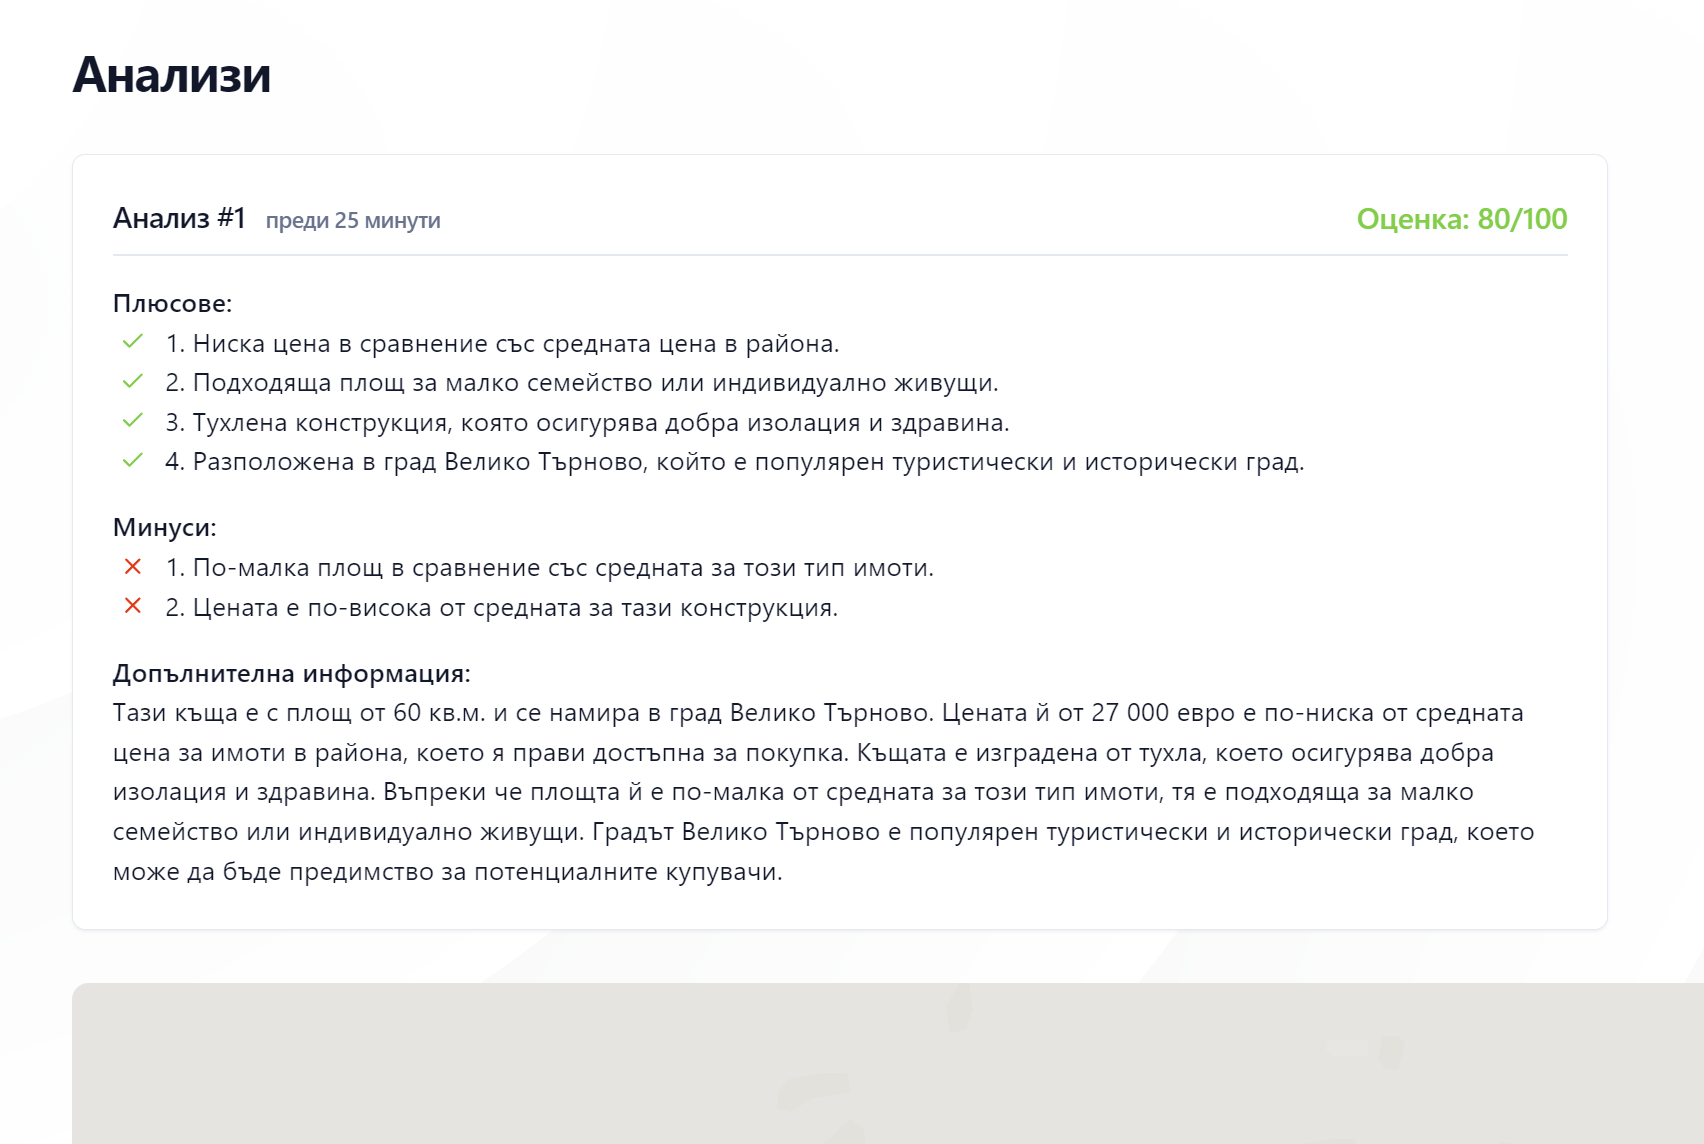 Анализи
Анализ #1 преди 25 минути Оценка: 80/100
Плюсове:
1. Ниска цена в сравнение със средната цена в района.
2. Подходяща площ за малко семейство или индивидуално живущи.
3. Тухлена конструкция, която осигурява добра изолация и здравина.
4. Разположена в град Велико Търново, който е популярен туристически и исторически град.
Минуси:
1. По-малка площ в сравнение със средната за този тип имоти.
2. Цената е по-висока от средната за тази конструкция.
Допълнителна информация:
Тази къща е с площ от 60 кв.м. и се намира в град Велико Търново. Цената й от 27 000 евро е по-ниска от средната
цена за имоти в района, което я прави достъпна за покупка. Къщата е изградена от тухла, което осигурява добра
изолация и здравина. Въпреки че площта й е по-малка от средната за този тип имоти, тя е подходяща за малко
семейство или индивидуално живущи. Градът Велико Търново е популярен туристически и исторически град, което
може да бъде предимство за потенциалните купувачи.